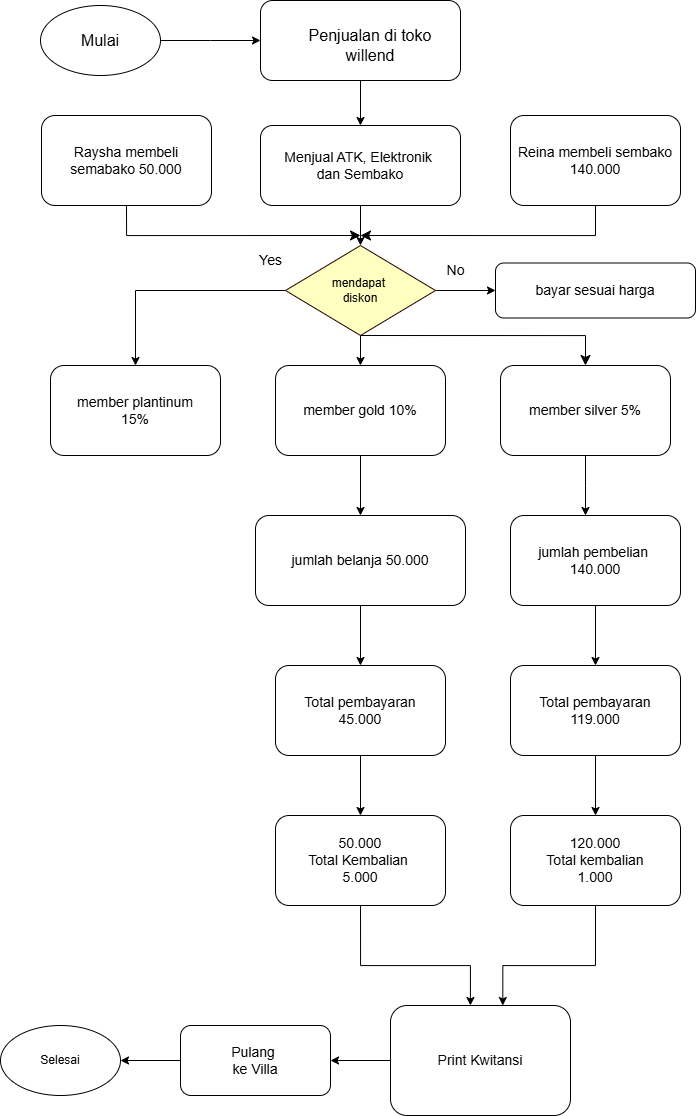 Mulai
Penjualan di toko
willend
Raysha membeli
semabako 50.000
Menjual ATK, Elektronik
dan Sembako
Reina membeli sembako
140.000
Yes
mendapat
diskon
No
bayar sesuai harga
member plantinum
15%
member gold 10%
member silver 5%
jumlah belanja 50.000
jumlah pembelian
140.000
Total pembayaran
45.000
Total pembayaran
119.000
50.000
Total Kembalian
5.000
120.000
Total kembalian
1.000
Selesai
Pulang
ke Villa
Print Kwitansi